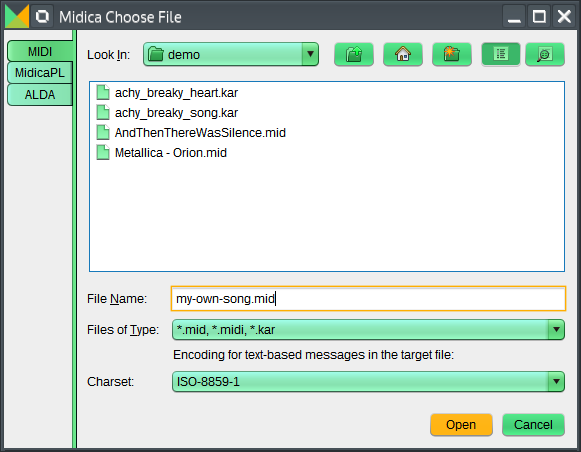 Midica Choose File
MIDI
MidicaPL
ALDA
Look In: demo
achy_breaky_heart.kar
achy_breaky_song.kar
AndThenThereWasSilence.mid
Metallica - Orion.mid
File Name: my-own-song.mid
Files of Type: *.mid, *.midi, *.kar
Encoding for text-based messages in the target file:
Charset: ISO-8859-1
Open Cancel